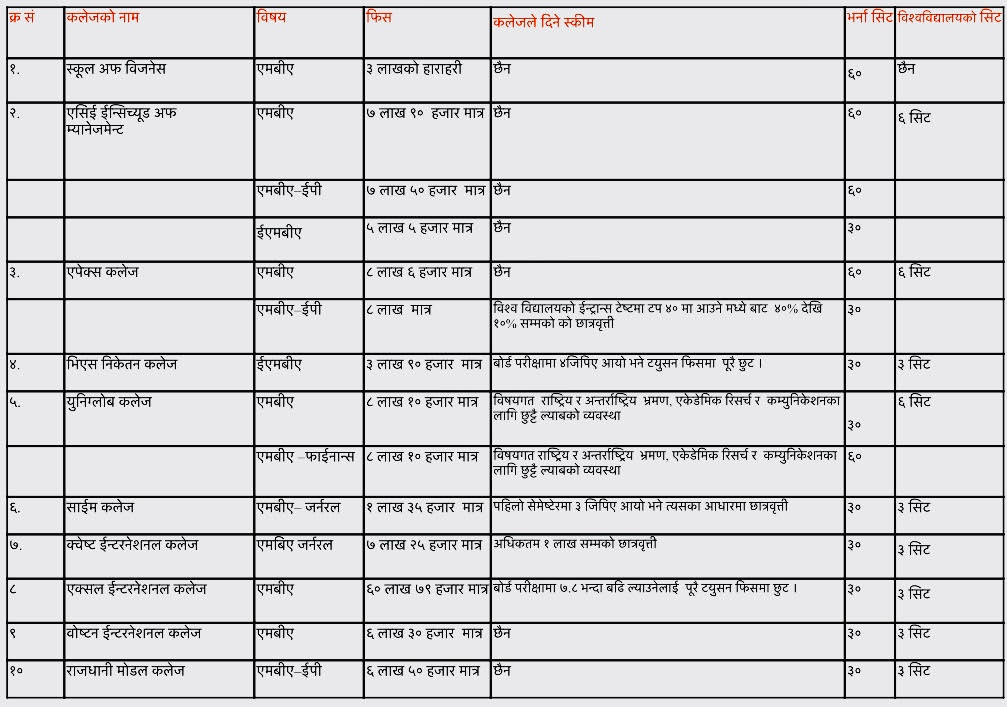 क्र सं कलेजको नाम विषय फिस कलेजले दिने स्कीम भर्ना सिट विश्वविद्यालयको सिट
१. स्कूल अफ विजनेस एमबीए ३ लाखको हाराहरी छैन ६० छैन
२. एसिई ईन्सिच्यूड अफ एमबीए ७ लाख ९० हजार मात्र छैन ६० ६ सिट
म्यानेजमेन्ट
एमबीए–ईपी ७ लाख ५० हजार मात्र छैन ६०
ईएमबीए ५ लाख ५ हजार मात्र छैन ३०
३. एपेक्स कलेज एमबीए ८ लाख ६ हजार मात्र छैन ६० ६ सिट
एमबीए–ईपी ८ लाख मात्र विश्व विद्यालयको ईन्ट्रान्स टेष्टमा टप ४० मा आउने मध्ये बाट ४०% देखि ३०
१०% सम्मको को छात्रवृत्ती
४. भिएस निकेतन कलेज ईएमबीए ३ लाख ९० हजार मात्र बोर्ड परीक्षामा ४जिपिए आयो भने टयुसन फिसमा पूरै छुट । ३० ३ सिट
५. युनिग्लोब कलेज एमबीए ८ लाख १० हजार मात्र विषयगत राष्ट्रिय र अन्तर्राष्ट्रिय भ्रमण, एकेडेमिक रिसर्च र कम्युनिकेशनका ६ सिट
लागि छुट्टै ल्याबको व्यवस्था ३०
एमबीए –फाईनान्स ८ लाख १० हजार मात्र विषयगत राष्ट्रिय र अन्तर्राष्ट्रिय भ्रमण, एकेडेमिक रिसर्च र कम्युनिकेशनका ६०
लागि छुट्टै ल्याबको व्यवस्था
६. साईम कलेज एमबीए– जर्नरल १ लाख ३५ हजार मात्र पहिलो सेमेष्टेरमा ३ जिपिए आयो भने त्यसका आधारमा छात्रवृत्ती ३० ३ सिट
७. क्वेष्ट ईन्टरनेशनल कलेज एमबिए जर्नरल ७ लाख २५ हजार मात्र अधिकतम १ लाख सम्मको छात्रवृत्ती ३० ३ सिट
८ एक्सल ईन्टरनेशनल कलेज एमबीए ६० लाख ७९ हजार मात्र बोर्ड परीक्षामा ७.८ भन्दा बढि ल्याउनेलाई पूरै टयुसन फिसमा छुट । ३० ३ सिट
९ वोष्टन ईन्टरनेशनल कलेज एमबीए ६ लाख ३० हजार मात्र छैन ३० ३ सिट
१० राजधानी मोडल कलेज एमबीए–ईपी ६ लाख ५० हजार मात्र छैन ३० ३ सिट